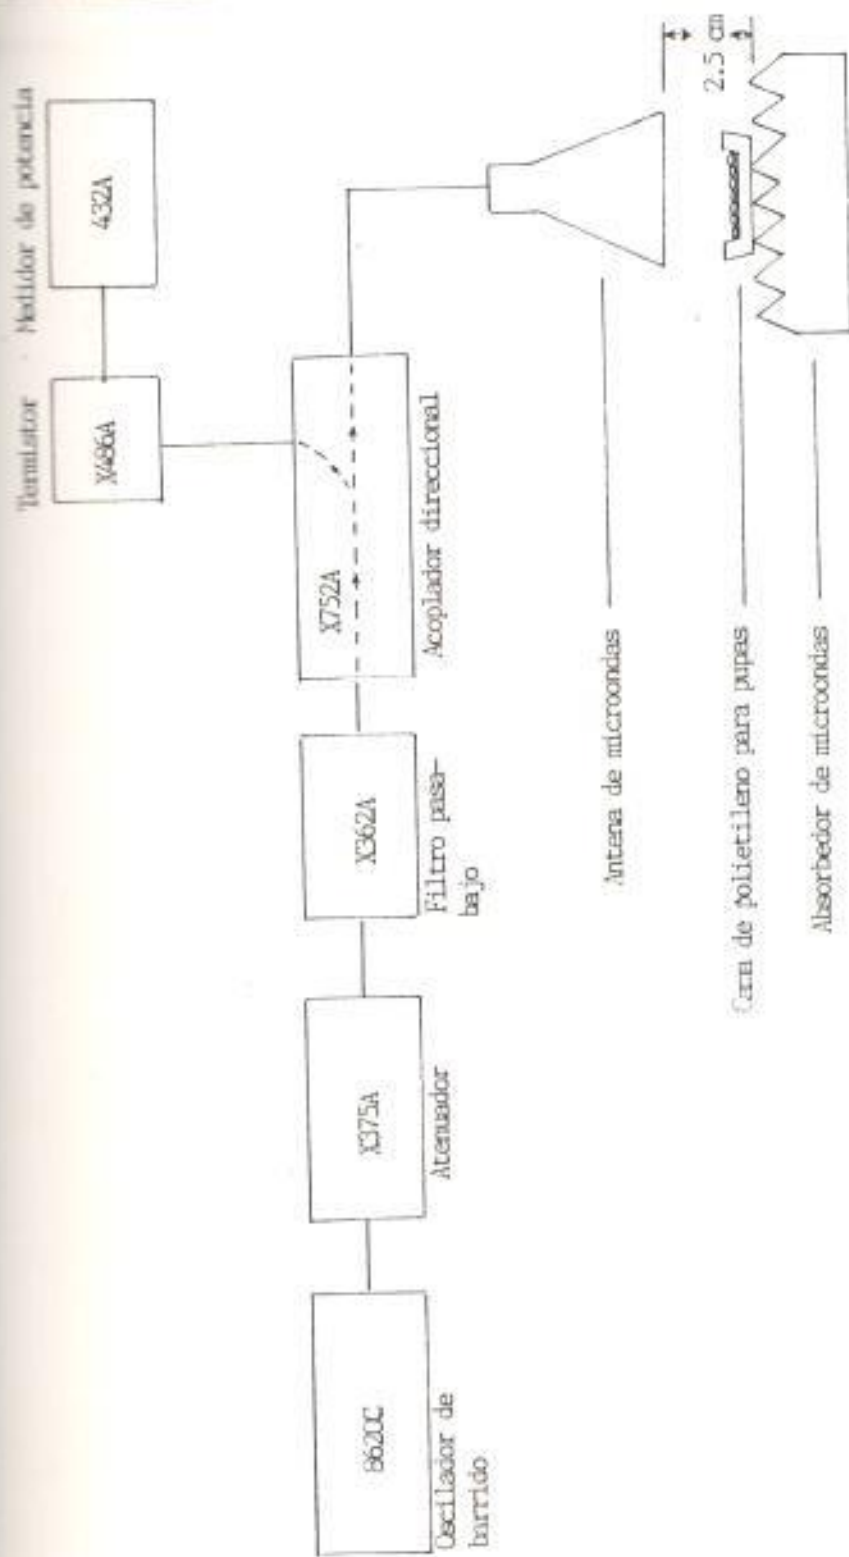 Termistor · Medidor de potencia
X486A
432A
8620C
Oscilador de
barrido
X375A
Atenuador
X362A
Filtro pasa-
bajo
X752A
Acoplador direccional
2.5 cm
Antena de microondas
Cama de polietileno para pupas
Absorbedor de microondas